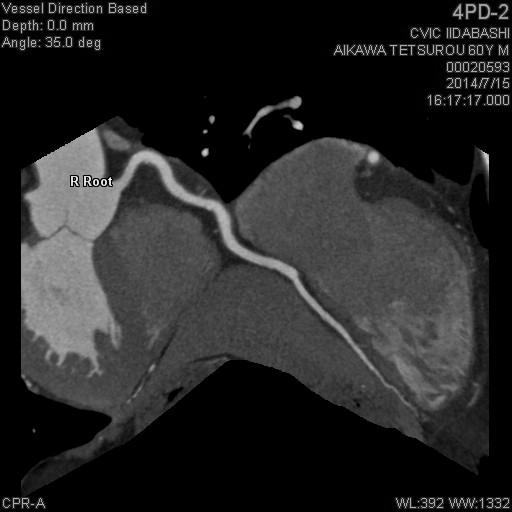 Vessel Direction Based
Depth: 0.0 mm
Angle: 35.0 deg
4PD-2
CVIC IIDABASHI
AIKAWA TETSUROU 60Y M
00020593
2014/7/15
16:17:17.000
R Root
CPR-A
WL:392 WW:1332